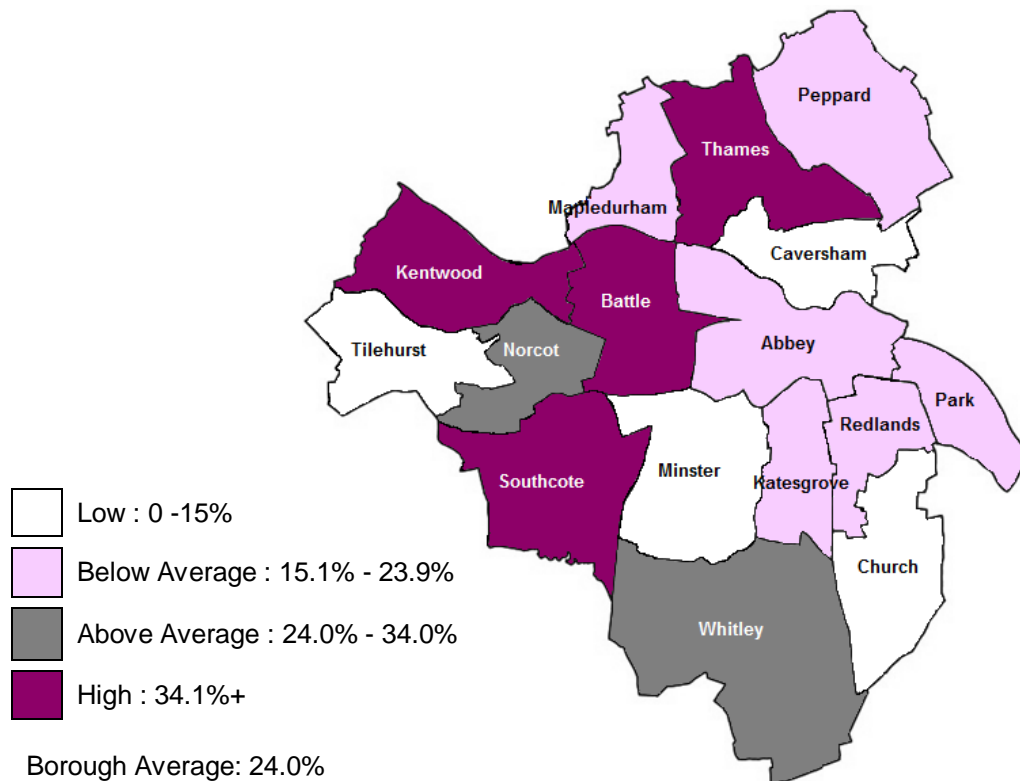 Peppard
Thames
Mapledurham
Caversham
Kentwood
Battle
Abbey
Tilehurst
Norcot
Park
Redlands
Minster
Southcote
Katesgrove
Church
Whitley
Low : 0 -15%
Below Average : 15.1% - 23.9%
Above Average : 24.0% - 34.0%
High : 34.1%+
Borough Average: 24.0%